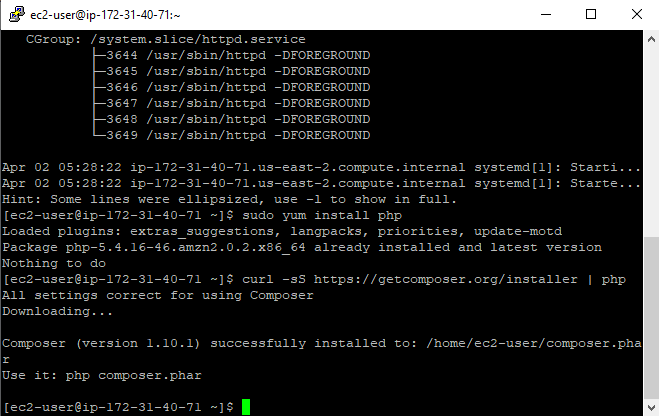 ec2-user@ip-172-31-40-71:~
CGroup: /system.slice/httpd.service
├─3644 /usr/sbin/httpd -DFOREGROUND
├─3645 /usr/sbin/httpd -DFOREGROUND
├─3646 /usr/sbin/httpd -DFOREGROUND
├─3647 /usr/sbin/httpd -DFOREGROUND
├─3648 /usr/sbin/httpd -DFOREGROUND
└─3649 /usr/sbin/httpd -DFOREGROUND
Apr 02 05:28:22 ip-172-31-40-71.us-east-2.compute.internal systemd[1]: Starti...
Apr 02 05:28:22 ip-172-31-40-71.us-east-2.compute.internal systemd[1]: Starte...
Hint: Some lines were ellipsized, use -l to show in full.
[ec2-user@ip-172-31-40-71 ~]$ sudo yum install php
Loaded plugins: extras_suggestions, langpacks, priorities, update-motd
Package php-5.4.16-46.amzn2.0.2.x86_64 already installed and latest version
Nothing to do
[ec2-user@ip-172-31-40-71 ~]$ curl -sS https://getcomposer.org/installer | php
All settings correct for using Composer
Downloading...
Composer (version 1.10.1) successfully installed to: /home/ec2-user/composer.pha
r
Use it: php composer.phar
[ec2-user@ip-172-31-40-71 ~]$